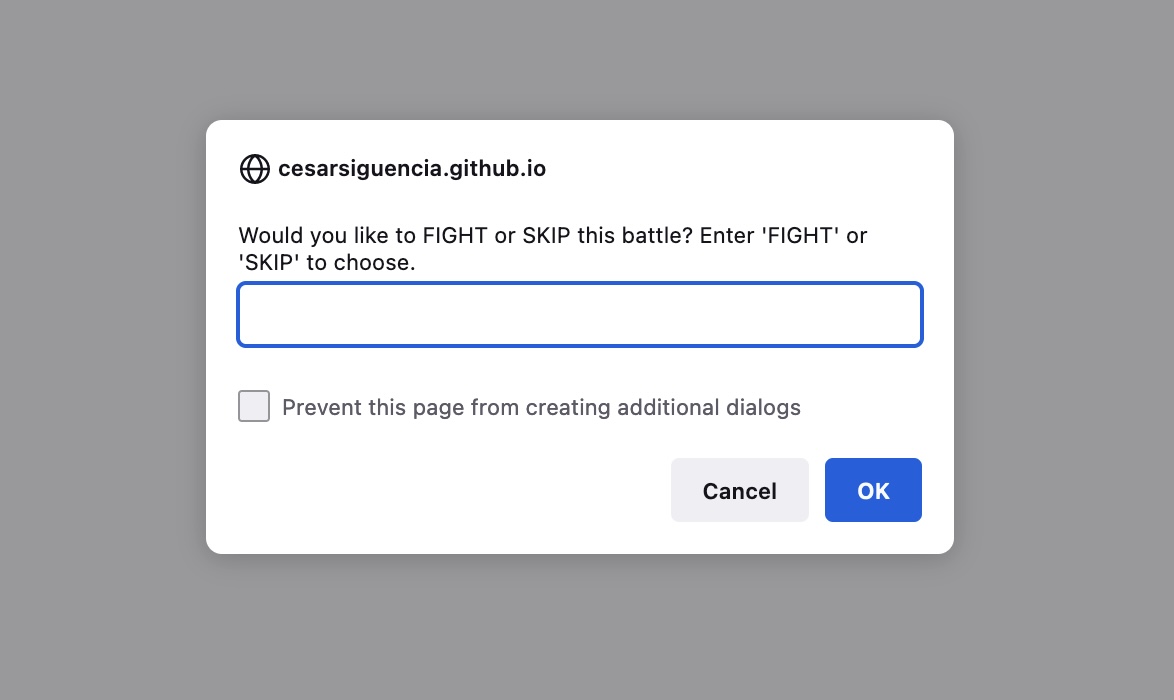 cesarsiguencia.github.io
Would you like to FIGHT or SKIP this battle? Enter 'FIGHT' or
'SKIP' to choose.
Prevent this page from creating additional dialogs
Cancel
OK